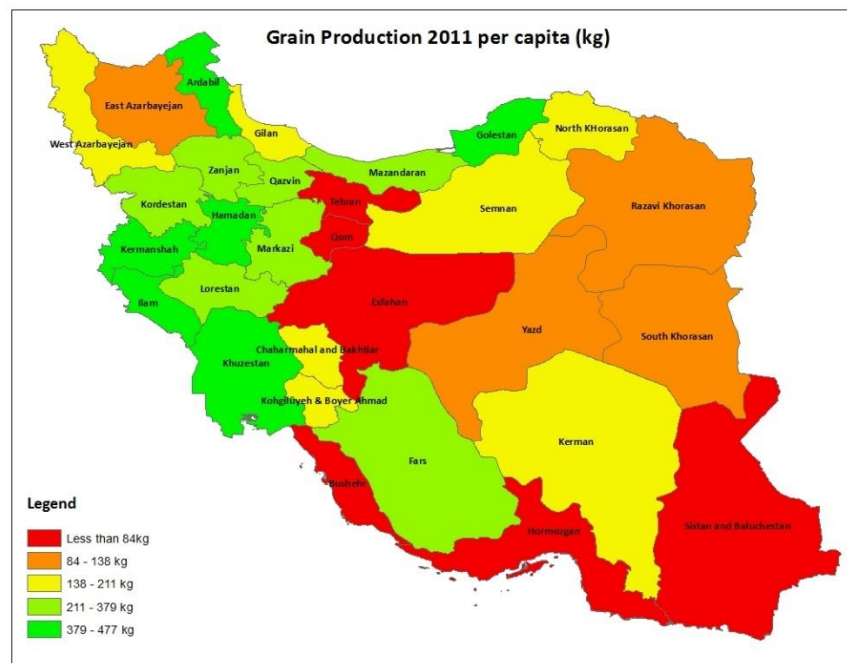 Grain Production 2011 per capita (kg)
Ardabil
East Azarbayejan
Gilan
West Azarbayejan
Golestan
North KHorasan
Zanjan
Qazvin
Mazandaran
Tehran
Semnan
Razavi Khorasan
Kordestan
Hamadan
Qom
Kermanshah
Markazi
Lorestan
Ilam
Esfahan
Yazd
South Khorasan
Chaharmahal and Bakhtiar
Khuzestan
Kohgiluyeh & Boyer Ahmad
Kerman
Fars
Bushehr
Hormozgan
Sistan and Baluchestan
Legend
Less than 84kg
84 - 138 kg
138 - 211 kg
211 - 379 kg
379 - 477 kg